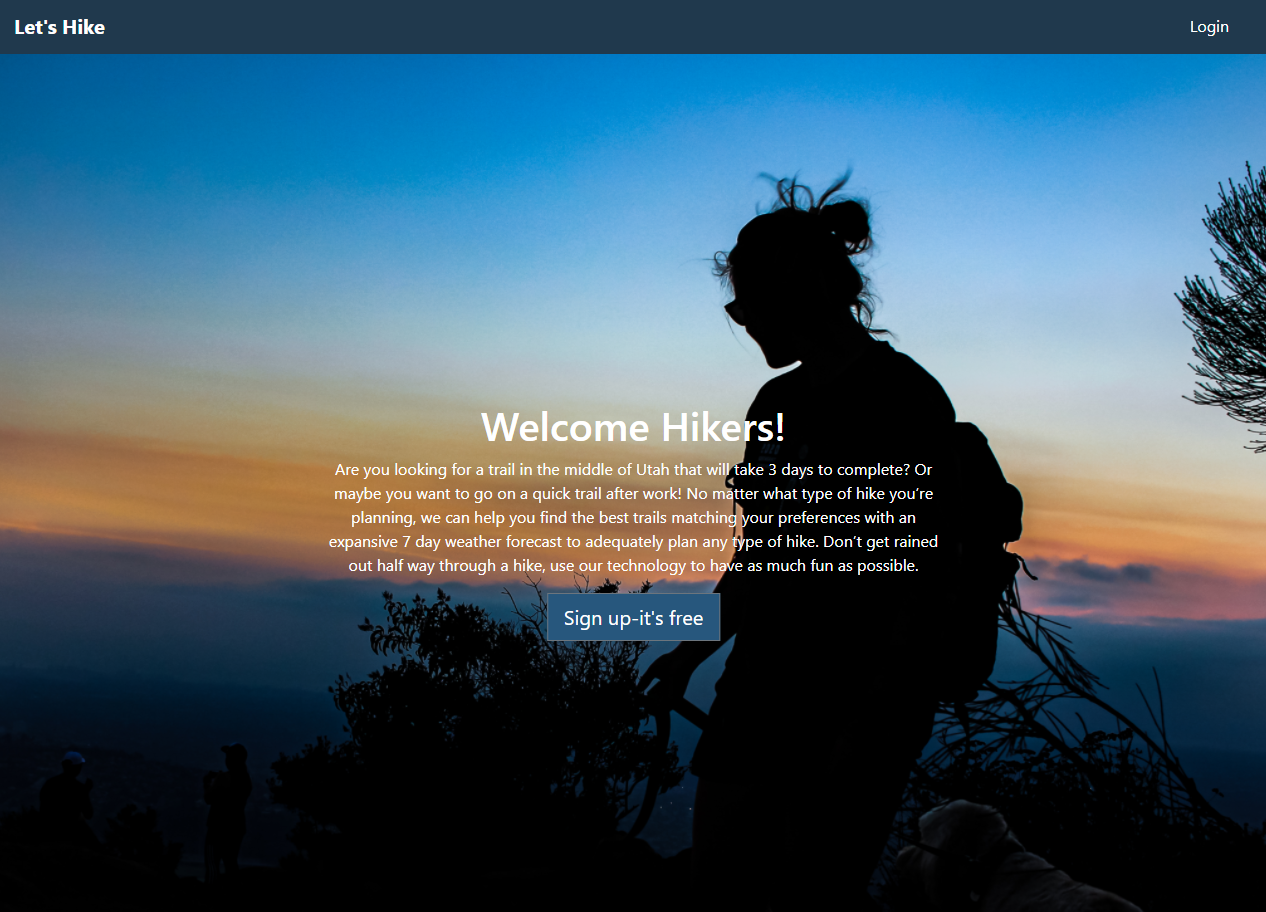 Let's Hike
Login
Welcome Hikers!
Are you looking for a trail in the middle of Utah that will take 3 days to complete? Or
maybe you want to go on a quick trail after work! No matter what type of hike you’re
planning, we can help you find the best trails matching your preferences with an
expansive 7 day weather forecast to adequately plan any type of hike. Don’t get rained
out half way through a hike, use our technology to have as much fun as possible.
Sign up-it's free